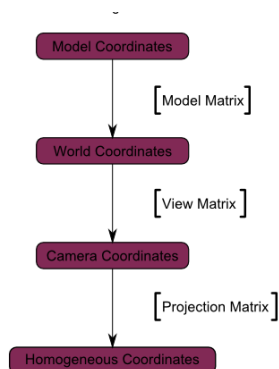 Model Coordinates
[Model Matrix]
World Coordinates
[View Matrix]
Camera Coordinates
[Projection Matrix]
Homogeneous Coordinates